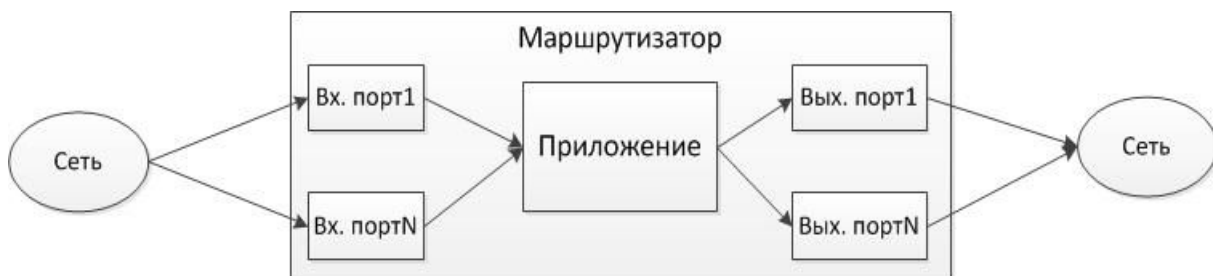 Маршрутизатор
Вх. порт1
Вых. порт1
Сеть
Приложение
Сеть
Вх. портN
Вых. портN